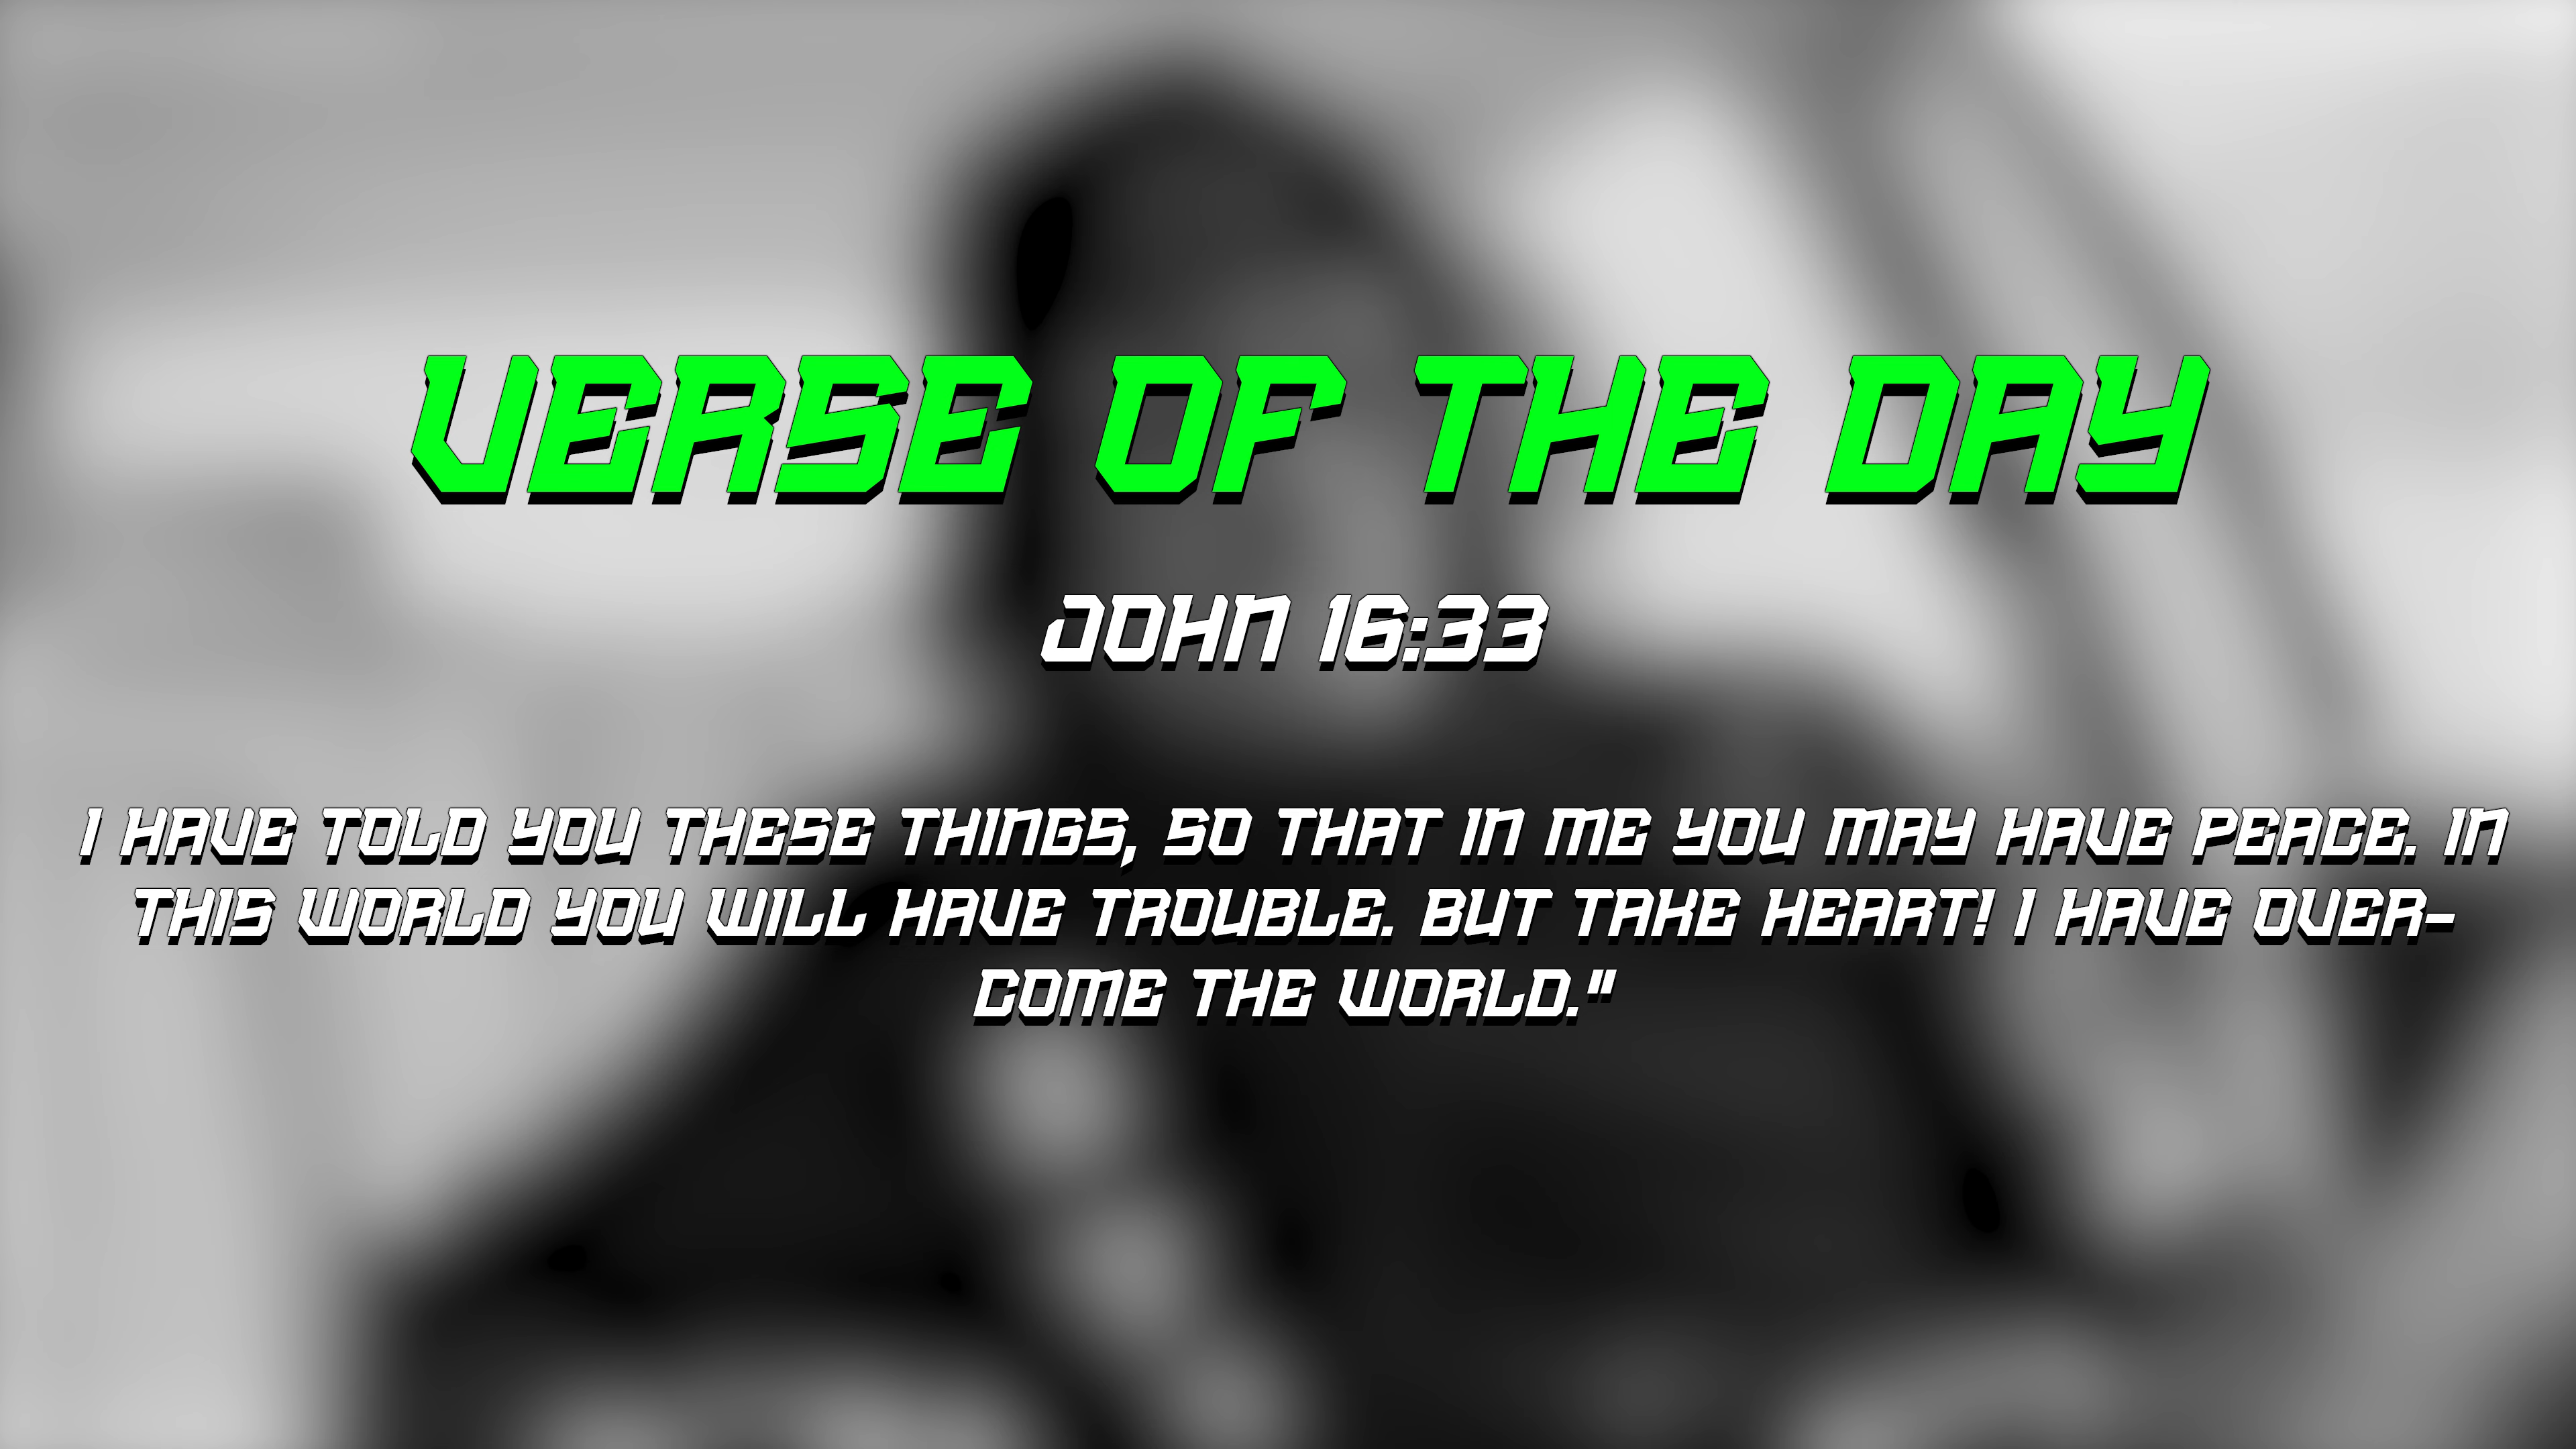 VERSE OF THE DAY
JOHN 16:33
I HAVE TOLD YOU THESE THINGS, SO THAT IN ME YOU MAY HAVE PEACE. IN
THIS WORLD YOU WILL HAVE TROUBLE. BUT TAKE HEART! I HAVE OVER-
COME THE WORLD."